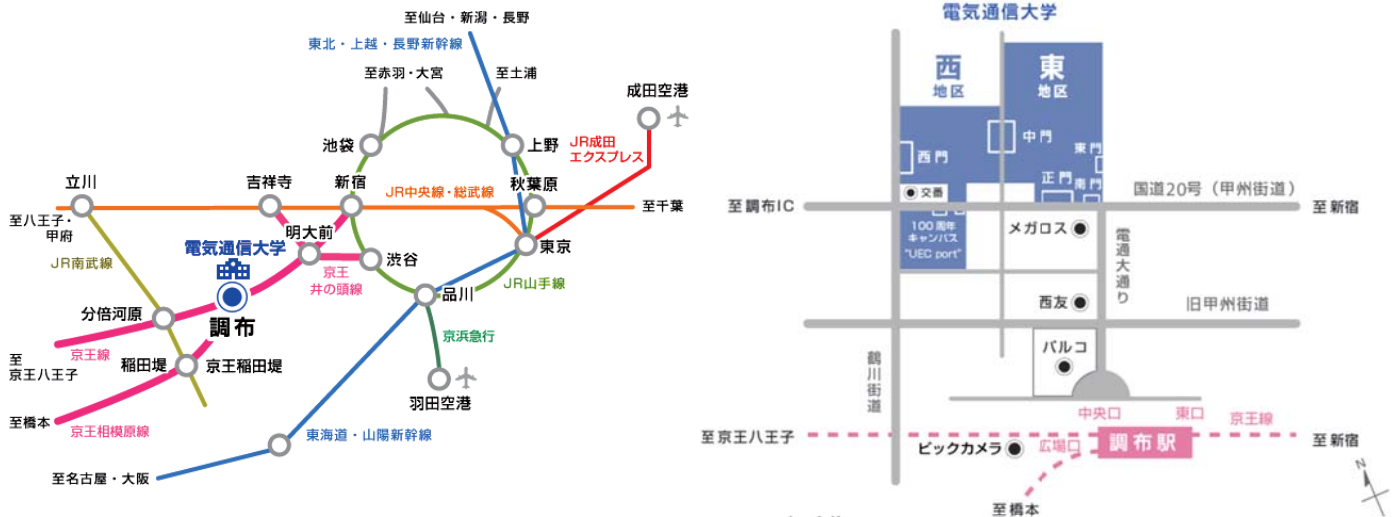 至仙台・新潟・長野
東北・上越・長野新幹線
至赤羽・大宮
至土浦
成田空港
池袋
上野
JR成田
エクスプレス
立川
吉祥寺
新宿
JR中央線・総武線
秋葉原
至八王子・
甲府
至千葉
明大前
電気通信大学
東京
渋谷
JR南武線
京王
井の頭線
JR山手線
品川
分倍河原
調布
京浜急行
京王線
至
京王八王子
稲田堤
京王稲田堤
羽田空港
至橋本
京王相模原線
東海道・山陽新幹線
至名古屋・大阪
電気通信大学
西
地区
東
地区
中門
西門
東門
正門
南門
交番
国道20号（甲州街道）
至調布IC
至新宿
100周年
キャンパス
"UEC port"
メガロス
電通大通り
西友
旧甲州街道
パルコ
鶴川街道
中央口
東口
京王線
至京王八王子
ビックカメラ
広場口
調布駅
至新宿
至橋本
N